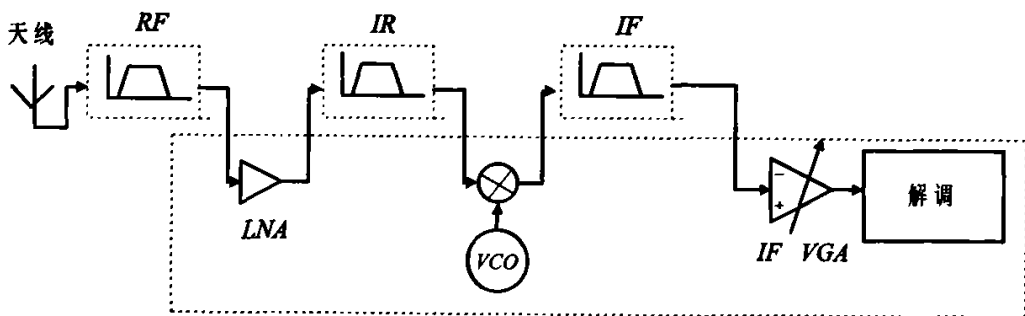 天线
RF
IR
IF
LNA
VCO
−
+
IF VGA
解调